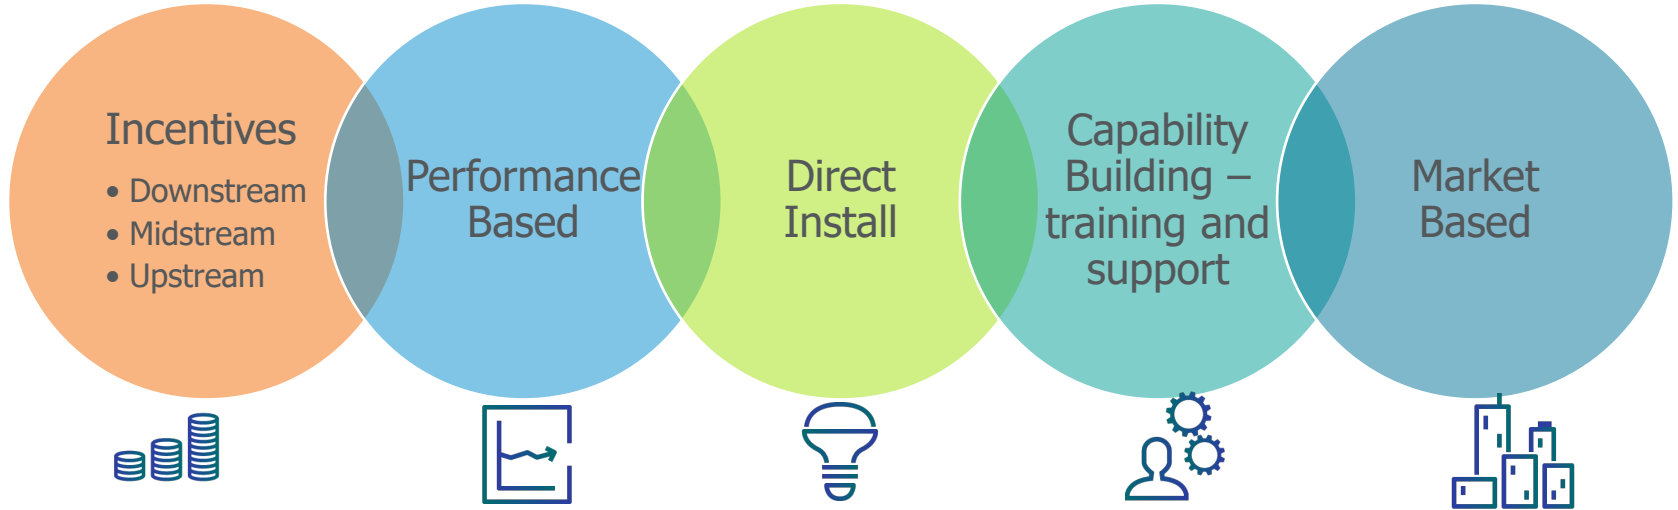 Incentives
• Downstream
• Midstream
• Upstream
Performance
Based
Direct
Install
Capability
Building –
training and
support
Market
Based